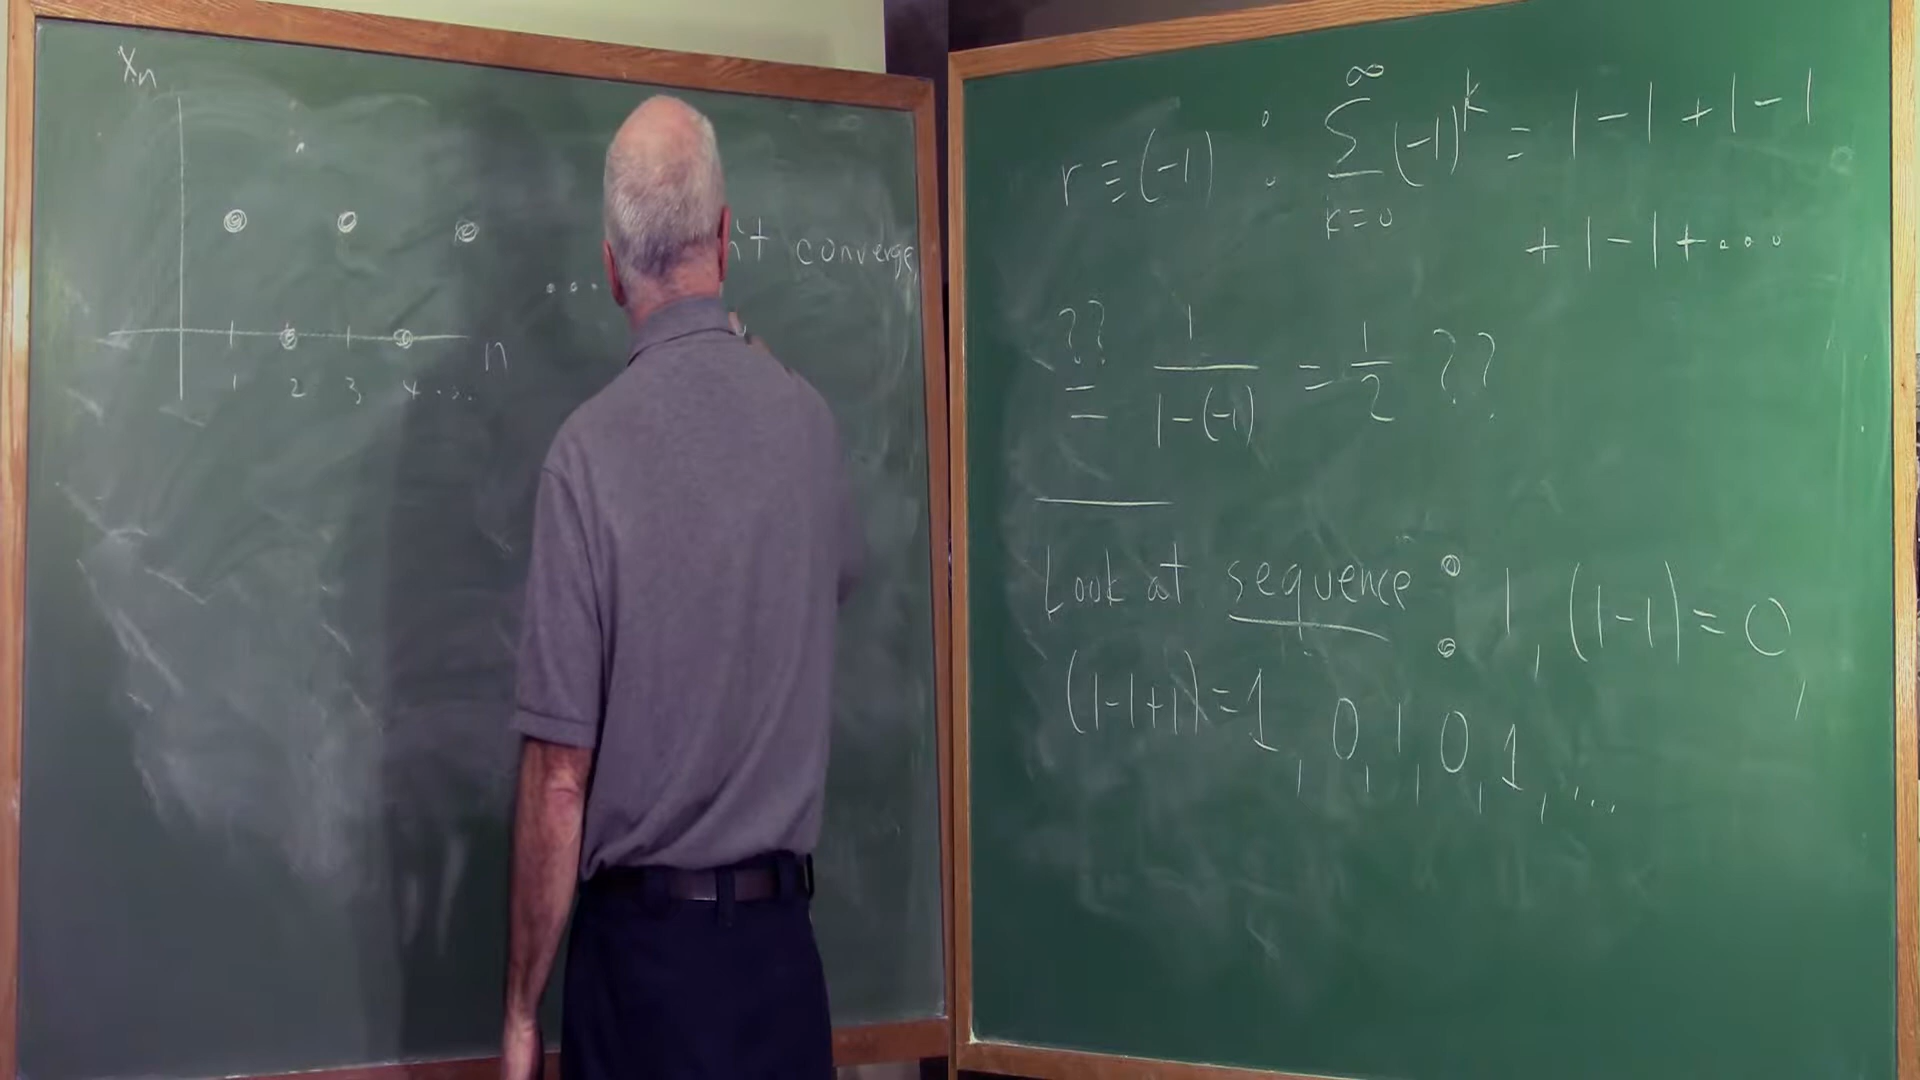 Xn
n't converge,
...
n
1 2 3 4 ...
r ≡ (-1) : ∞ Σ k=0 (-1)^k = 1-1+1-1
+1-1+...
?? = 1/(1-(-1)) = 1/2 ??
Look at sequence : 1, (1-1)=0,
(1-1+1)=1, 0, 1, 0, 1, ...